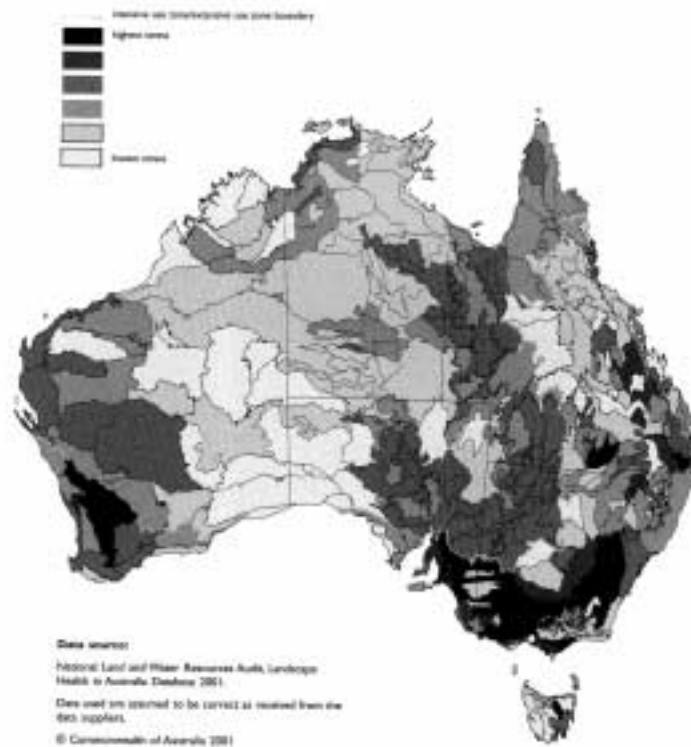 intensive use zone/extensive use zone boundary
highest stress
lowest stress
Data source:
National Land and Water Resources Audit, Landscape
Health in Australia Database 2001.
Data used are assumed to be correct as received from the
data suppliers.
© Commonwealth of Australia 2001